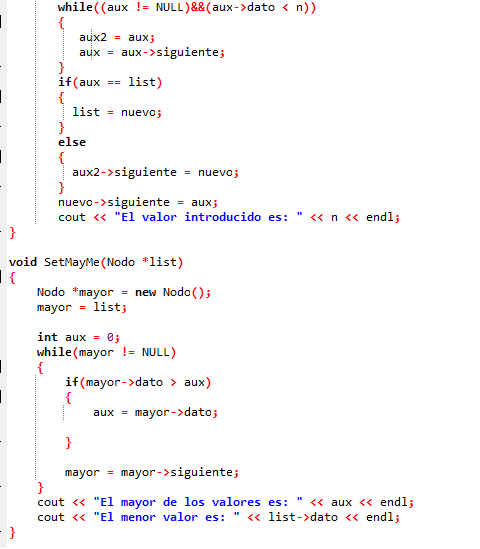 while((aux != NULL)&&(aux->dato < n))
{
aux2 = aux;
aux = aux->siguiente;
}
if(aux == list)
{
list = nuevo;
}
else
{
aux2->siguiente = nuevo;
}
nuevo->siguiente = aux;
cout << "El valor introducido es: " << n << endl;
}
void SetMayMe(Nodo *list)
{
Nodo *mayor = new Nodo();
mayor = list;
int aux = 0;
while(mayor != NULL)
{
if(mayor->dato > aux)
{
aux = mayor->dato;
}
mayor = mayor->siguiente;
}
cout << "El mayor de los valores es: " << aux << endl;
cout << "El menor valor es: " << list->dato << endl;
}